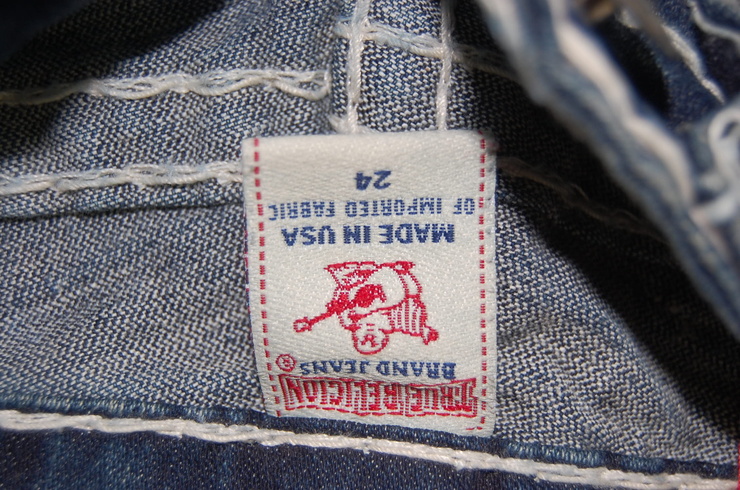 TRUE RELIGION
BRAND JEANS ®
MADE IN USA
OF IMPORTED FABRIC
24